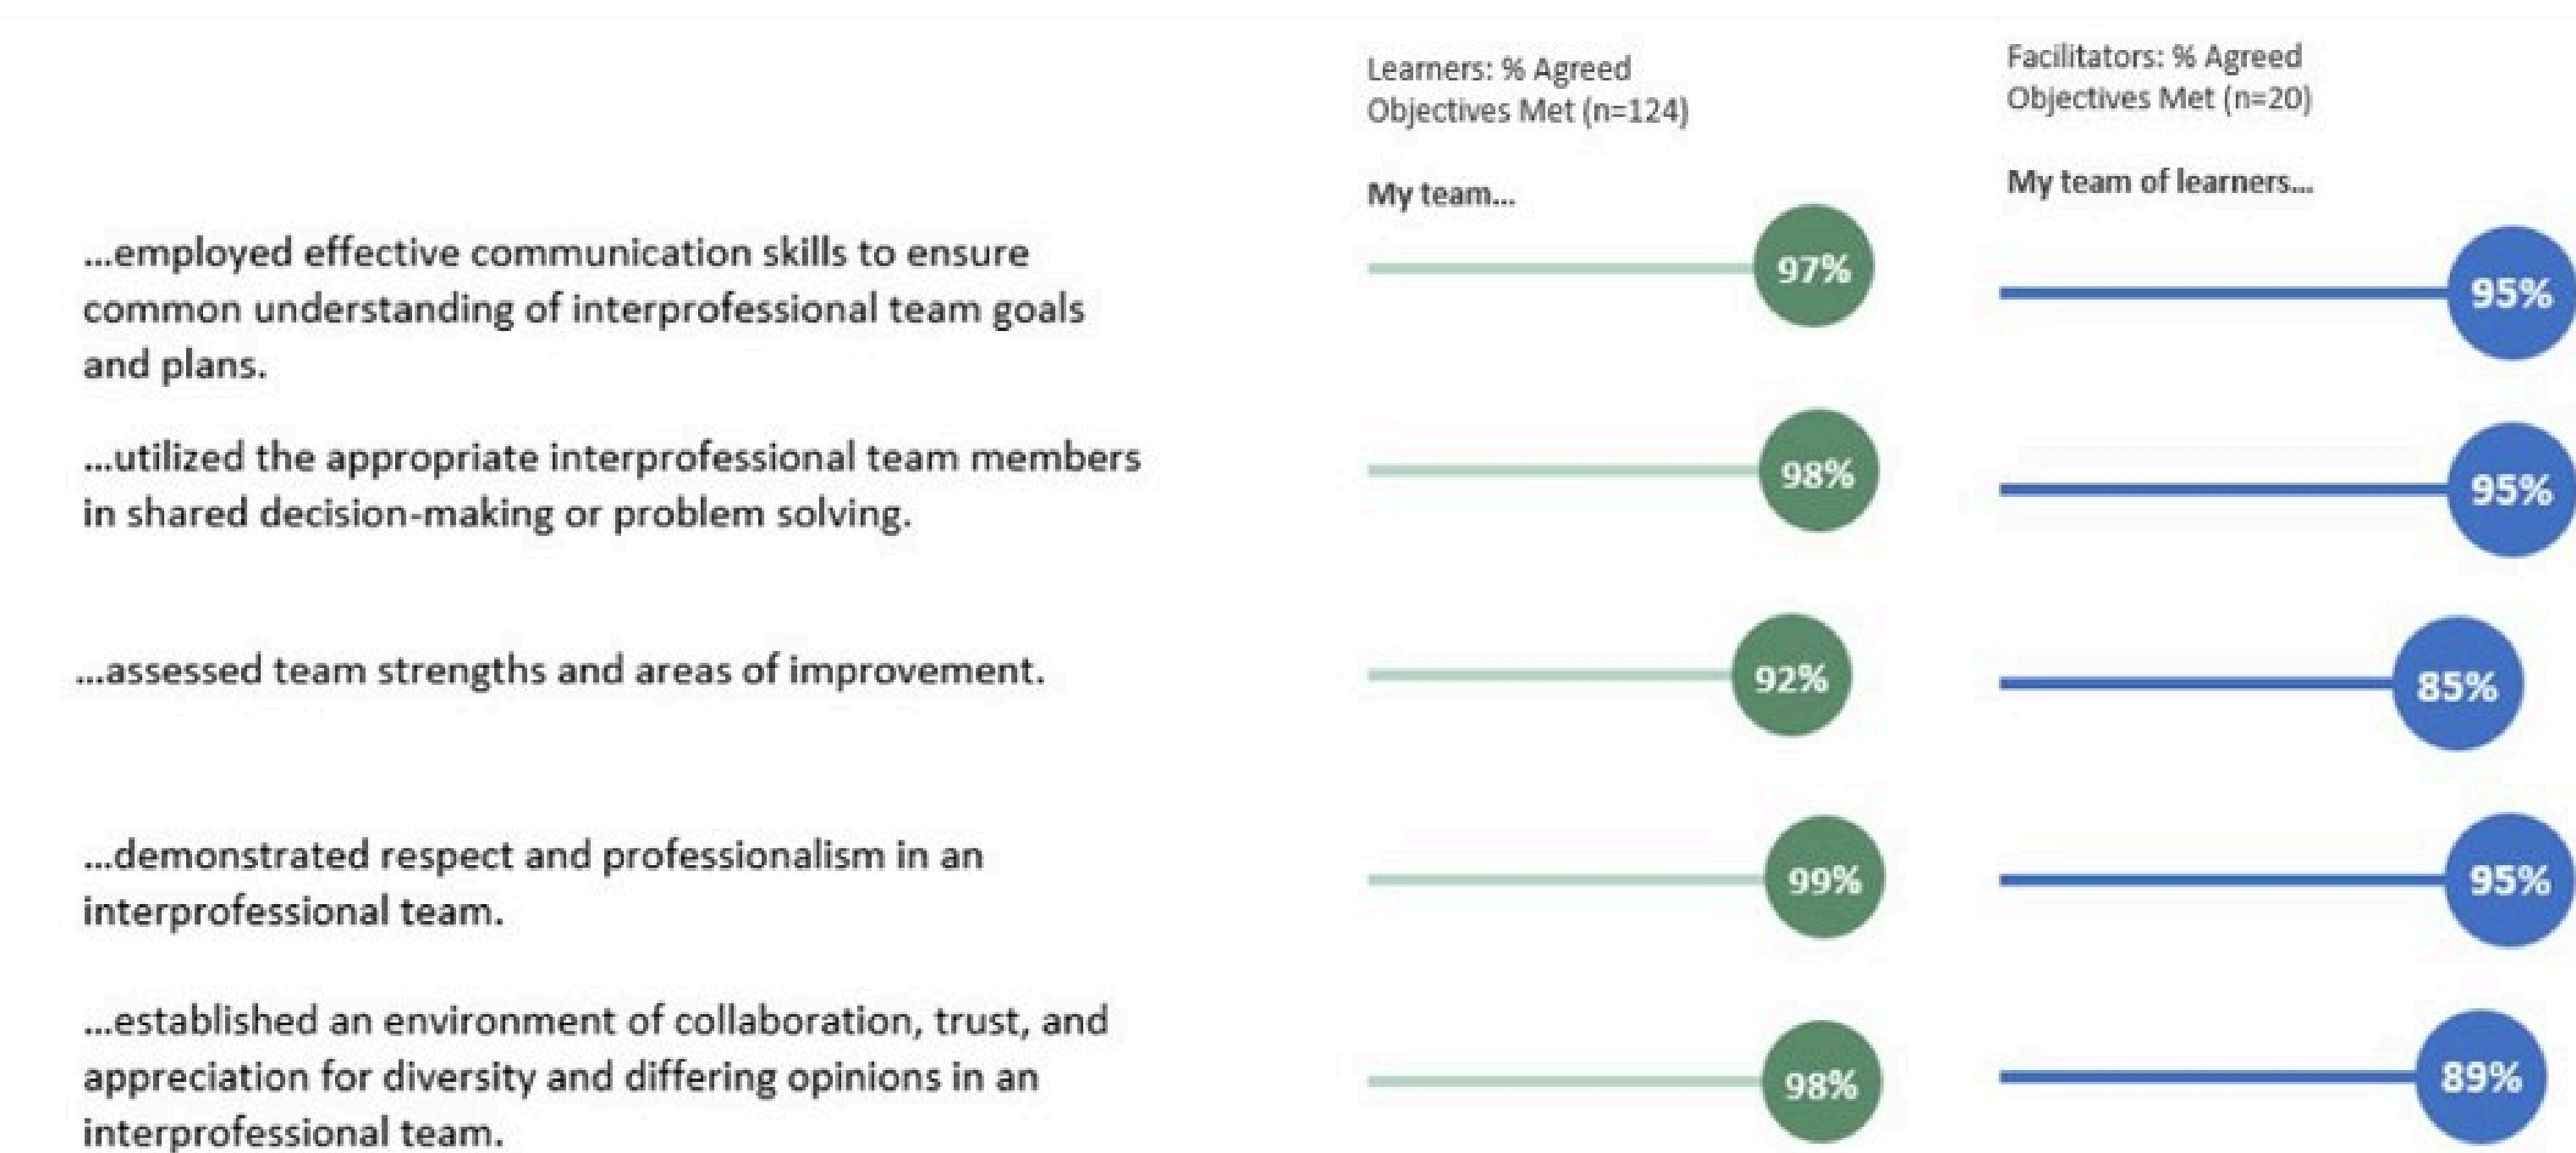 Learners: % Agreed
Objectives Met (n=124)
My team...
Facilitators: % Agreed
Objectives Met (n=20)
My team of learners...
...employed effective communication skills to ensure
common understanding of interprofessional team goals
and plans.
97%
95%
...utilized the appropriate interprofessional team members
in shared decision-making or problem solving.
98%
95%
...assessed team strengths and areas of improvement.
92%
85%
...demonstrated respect and professionalism in an
interprofessional team.
99%
95%
...established an environment of collaboration, trust, and
appreciation for diversity and differing opinions in an
interprofessional team.
98%
89%